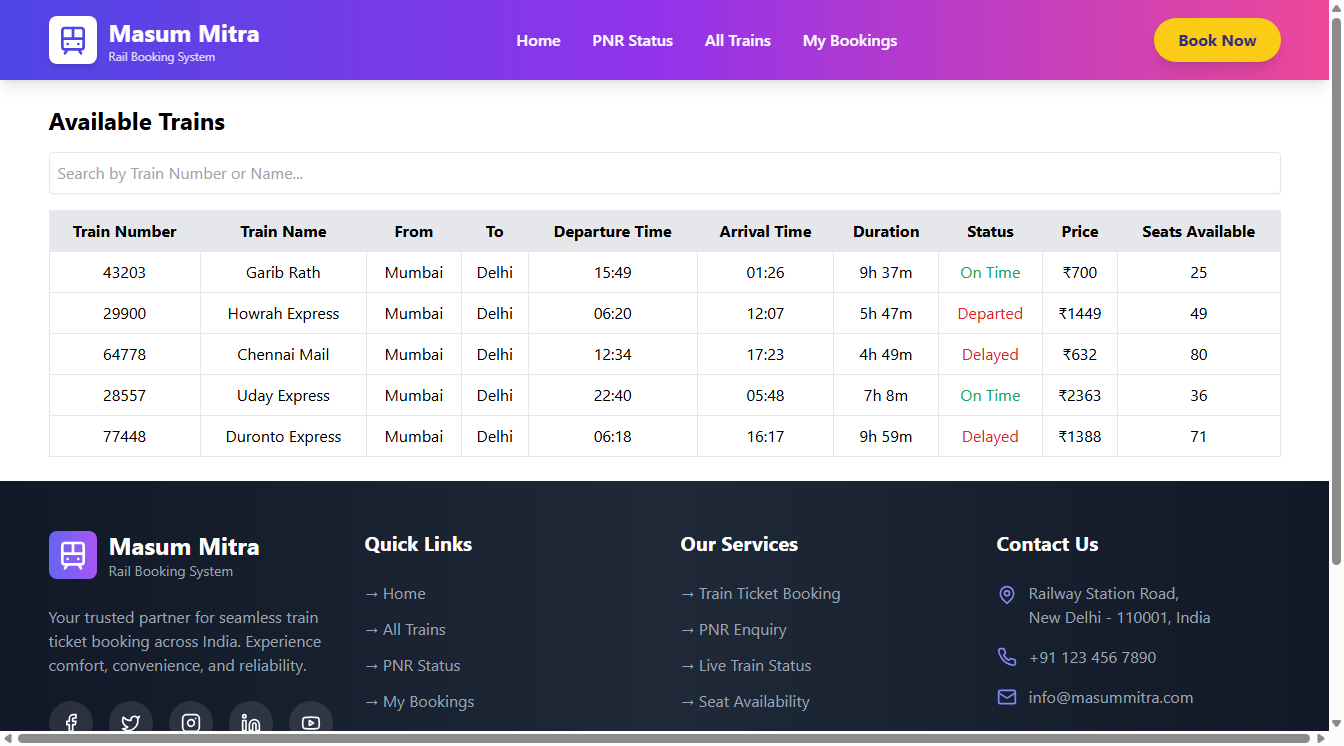 Masum Mitra
Rail Booking System
Home PNR Status All Trains My Bookings
Book Now
Available Trains
Search by Train Number or Name...
Train Number Train Name From To Departure Time Arrival Time Duration Status Price Seats Available
43203 Garib Rath Mumbai Delhi 15:49 01:26 9h 37m On Time ₹700 25
29900 Howrah Express Mumbai Delhi 06:20 12:07 5h 47m Departed ₹1449 49
64778 Chennai Mail Mumbai Delhi 12:34 17:23 4h 49m Delayed ₹632 80
28557 Uday Express Mumbai Delhi 22:40 05:48 7h 8m On Time ₹2363 36
77448 Duronto Express Mumbai Delhi 06:18 16:17 9h 59m Delayed ₹1388 71
Masum Mitra
Rail Booking System
Your trusted partner for seamless train
ticket booking across India. Experience
comfort, convenience, and reliability.
Quick Links
→ Home
→ All Trains
→ PNR Status
→ My Bookings
Our Services
→ Train Ticket Booking
→ PNR Enquiry
→ Live Train Status
→ Seat Availability
Contact Us
Railway Station Road,
New Delhi - 110001, India
+91 123 456 7890
info@masummitra.com